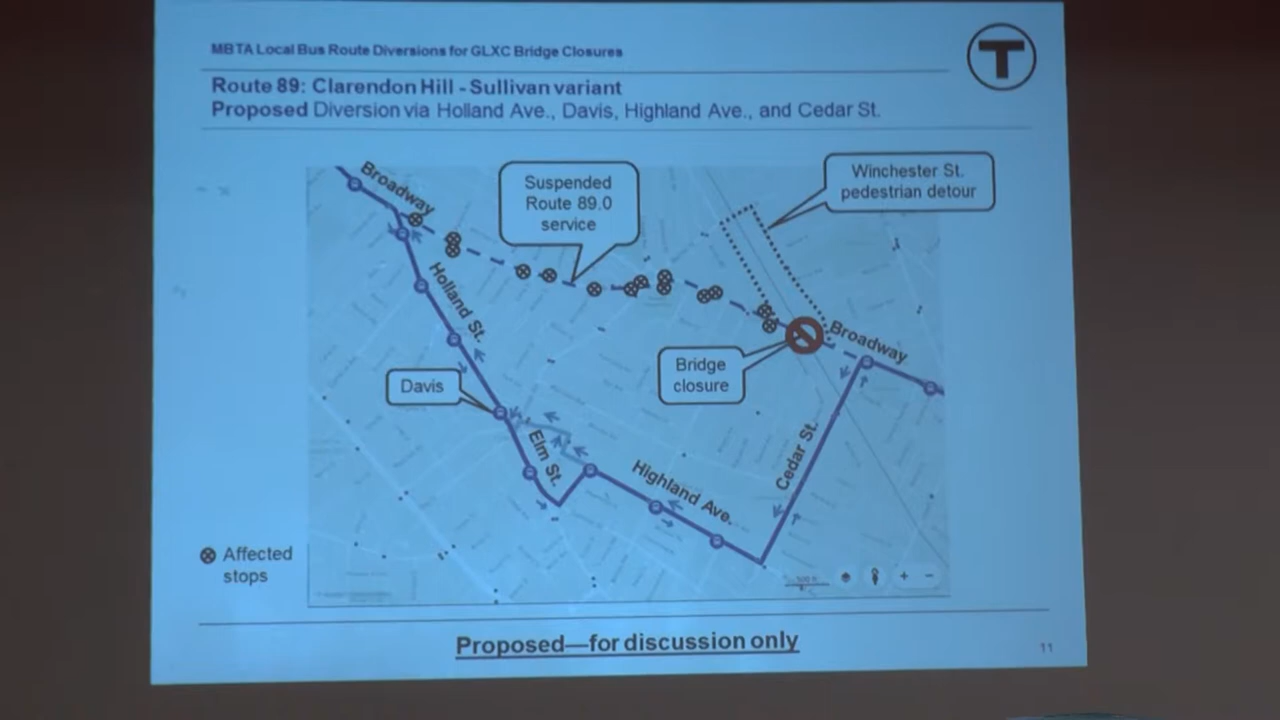 MBTA Local Bus Route Diversions for GLXC Bridge Closures
T
Route 89: Clarendon Hill - Sullivan variant
Proposed Diversion via Holland Ave., Davis, Highland Ave., and Cedar St.
Broadway
Suspended
Route 89.0
service
Winchester St.
pedestrian detour
Holland St.
Broadway
Bridge
closure
Davis
Elm St.
Highland Ave.
Cedar St.
Affected
stops
Proposed—for discussion only
11